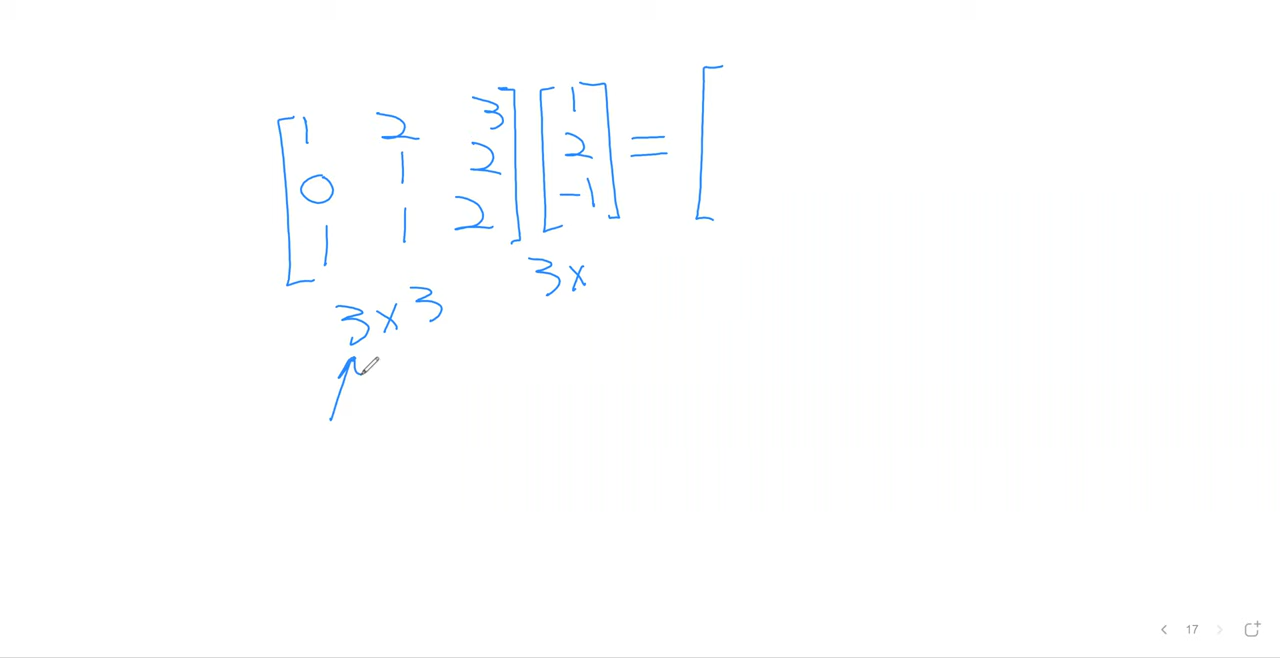 [1 2 3] [1] = [
[0 1 2] [2]
[1 1 2] [-1]
3x3 3x
17